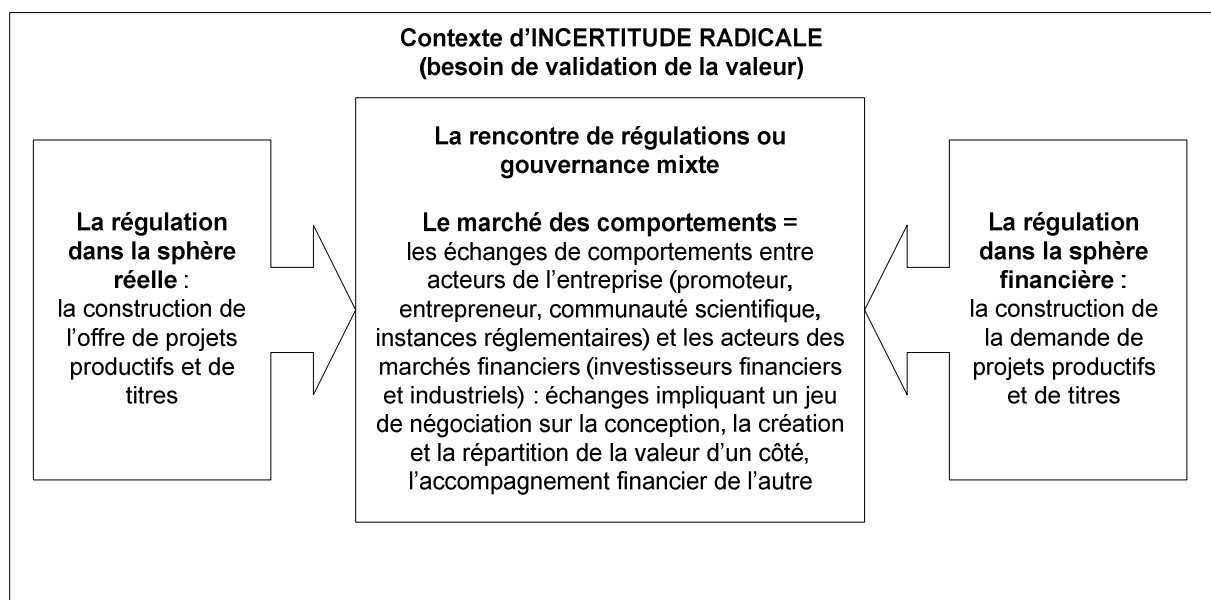 Contexte d’INCERTITUDE RADICALE
(besoin de validation de la valeur)
La régulation
dans la sphère
réelle :
la construction de
l’offre de projets
productifs et de
titres
La rencontre de régulations ou
gouvernance mixte
Le marché des comportements =
les échanges de comportements entre
acteurs de l’entreprise (promoteur,
entrepreneur, communauté scientifique,
instances réglementaires) et les acteurs des
marchés financiers (investisseurs financiers
et industriels) : échanges impliquant un jeu
de négociation sur la conception, la création
et la répartition de la valeur d’un côté,
l’accompagnement financier de l’autre
La régulation
dans la sphère
financière :
la construction de
la demande de
projets productifs
et de titres